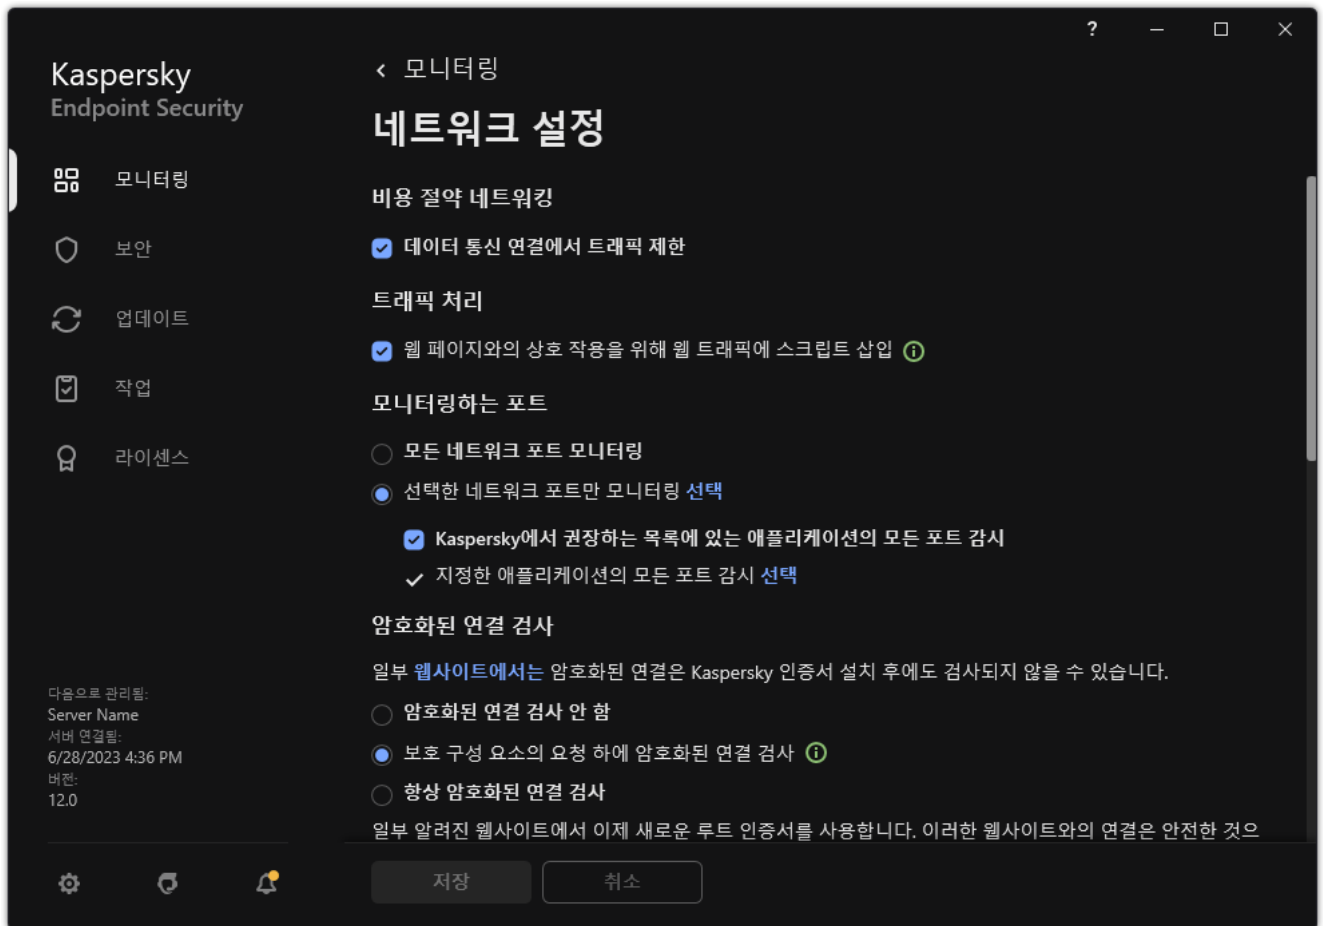 ?
Kaspersky
Endpoint Security
모니터링
보안
업데이트
작업
라이센스
다음으로 관리됨:
Server Name
서버 연결됨:
6/28/2023 4:36 PM
버전:
12.0
모니터링
네트워크 설정
비용 절약 네트워킹
데이터 통신 연결에서 트래픽 제한
트래픽 처리
웹 페이지와의 상호 작용을 위해 웹 트래픽에 스크립트 삽입
모니터링하는 포트
모든 네트워크 포트 모니터링
선택한 네트워크 포트만 모니터링 선택
Kaspersky에서 권장하는 목록에 있는 애플리케이션의 모든 포트 감시
지정한 애플리케이션의 모든 포트 감시 선택
암호화된 연결 검사
일부 웹사이트에서는 암호화된 연결은 Kaspersky 인증서 설치 후에도 검사되지 않을 수 있습니다.
암호화된 연결 검사 안 함
보호 구성 요소의 요청 하에 암호화된 연결 검사
항상 암호화된 연결 검사
일부 알려진 웹사이트에서 이제 새로운 루트 인증서를 사용합니다. 이러한 웹사이트와의 연결은 안전한 것으
저장
취소